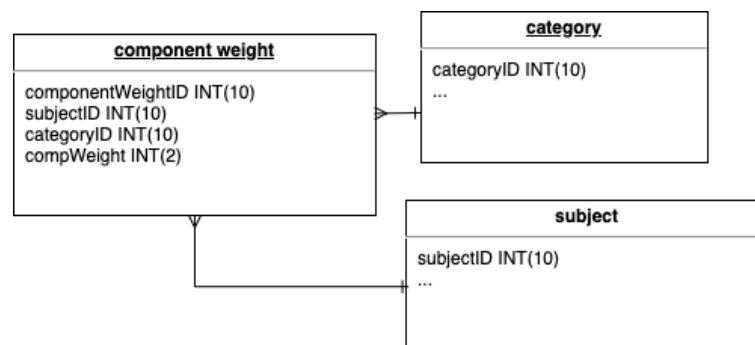 component weight
componentWeightID INT(10)
subjectID INT(10)
categoryID INT(10)
compWeight INT(2)
category
categoryID INT(10)
...
subject
subjectID INT(10)
...